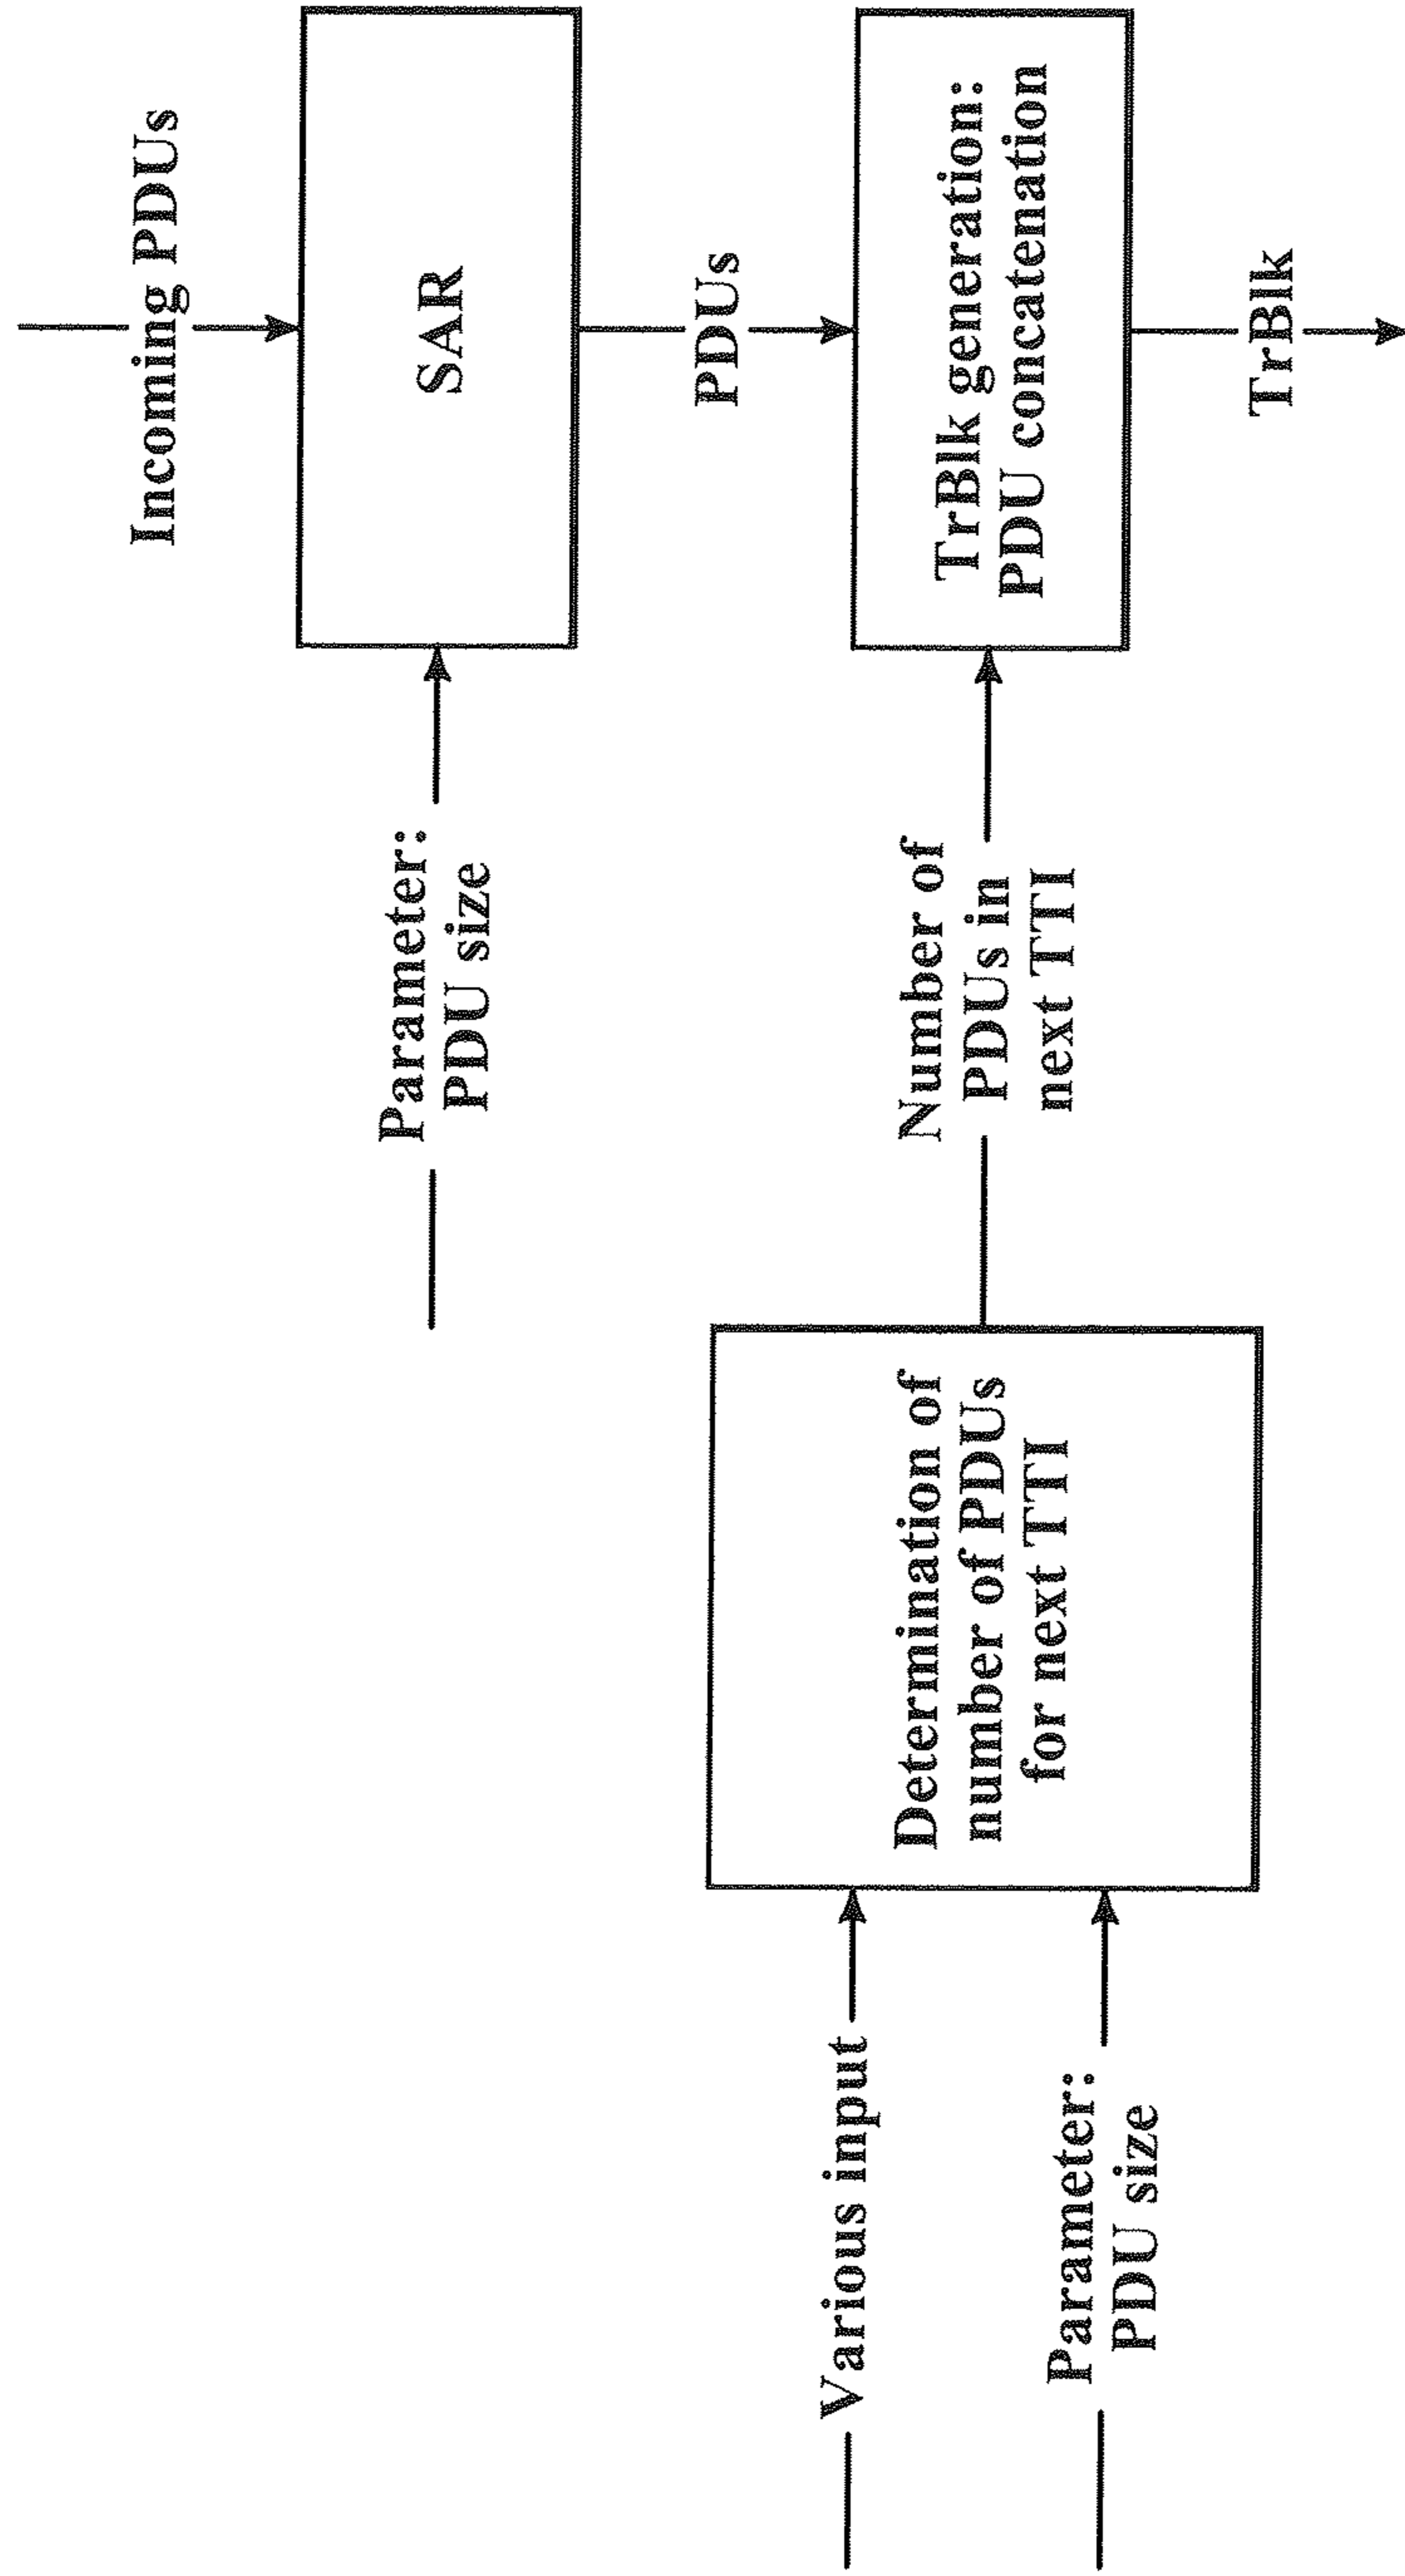 Incoming PDUs
SAR
Parameter:
PDU size
PDUs
TrBlk generation:
PDU concatenation
Number of
PDUs in
next TTI
TrBlk
Determination of
number of PDUs
for next TTI
Various input
Parameter:
PDU size